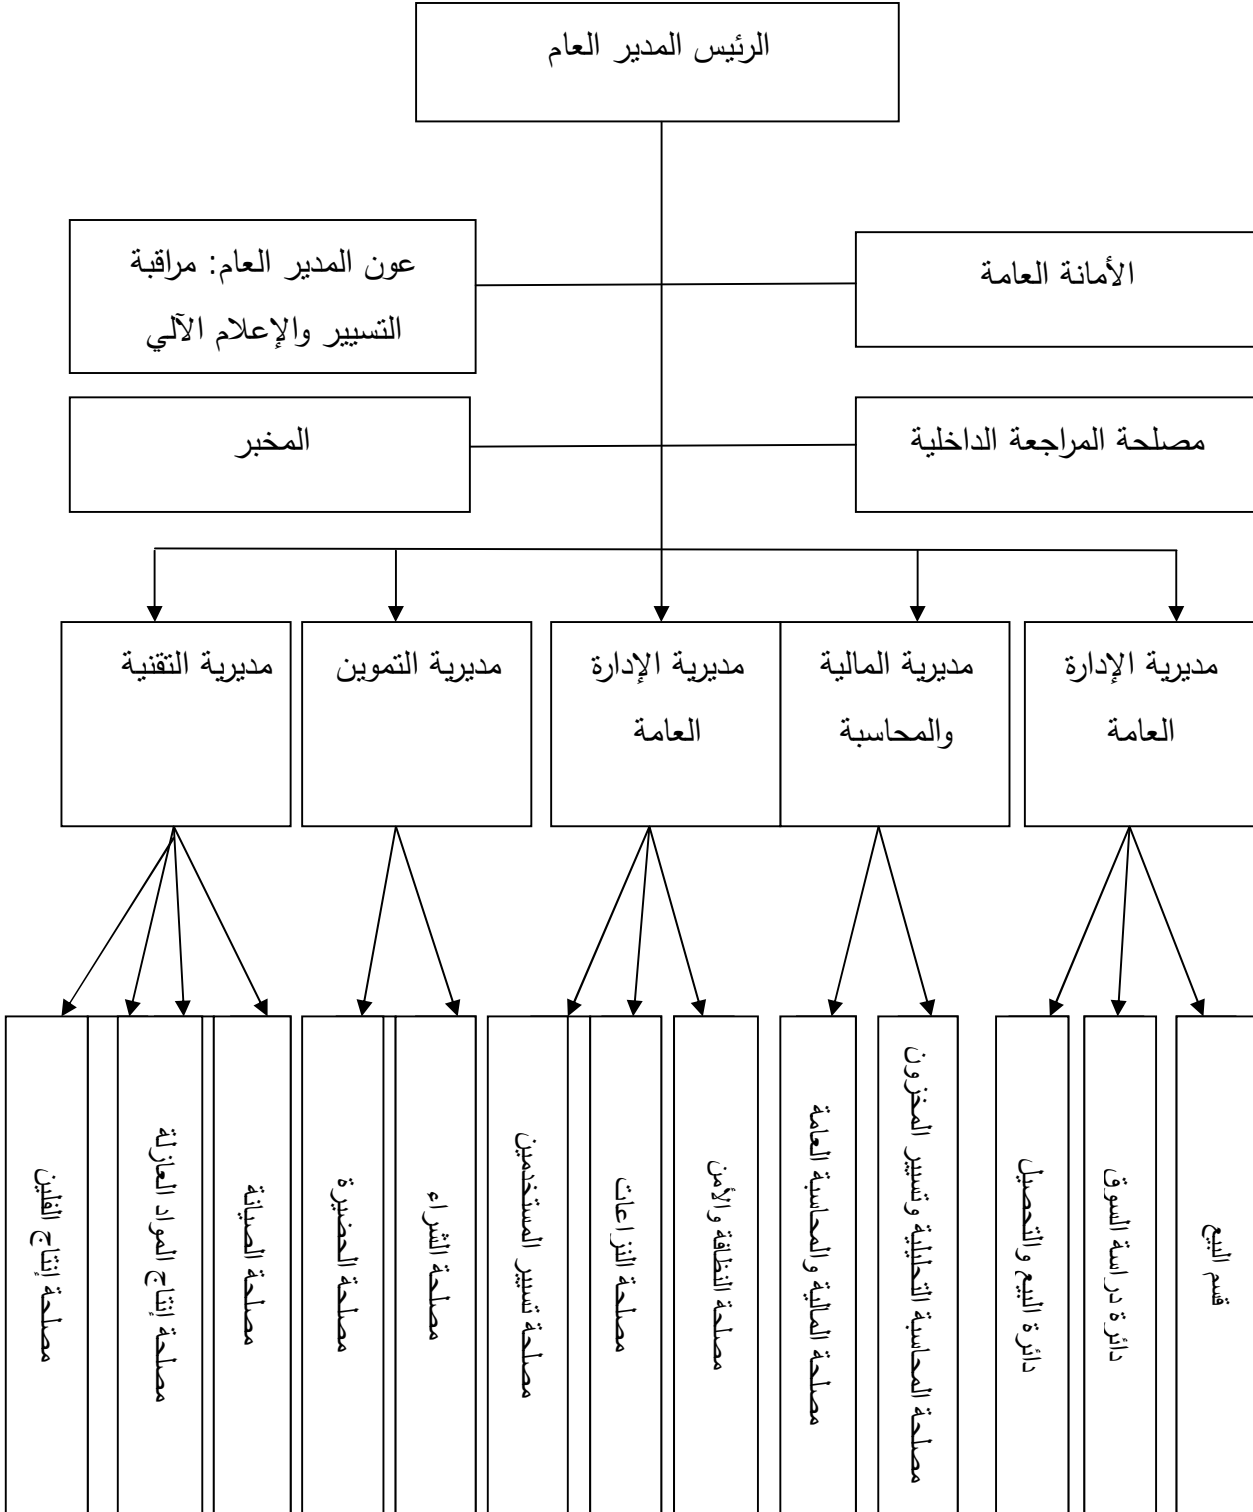 الرئيس المدير العام
الأمانة العامة
عون المدير العام: مراقبة
التسيير والإعلام الآلي
مصلحة المراجعة الداخلية
المخبر
مديرية الإدارة
العامة
مديرية المالية
والمحاسبة
مديرية الإدارة
العامة
مديرية التموين
مديرية التقنية
قسم البيع
دائرة دراسة السوق
دائرة البيع والتحصيل
مصلحة المحاسبة التحليلية وتسيير المخزون
مصلحة المالية والمحاسبة العامة
مصلحة النظافة والأمن
مصلحة النزاعات
مصلحة تسيير المستخدمين
مصلحة الشراء
مصلحة الحضيرة
مصلحة الصيانة
مصلحة إنتاج المواد العازلة
مصلحة إنتاج الفلين